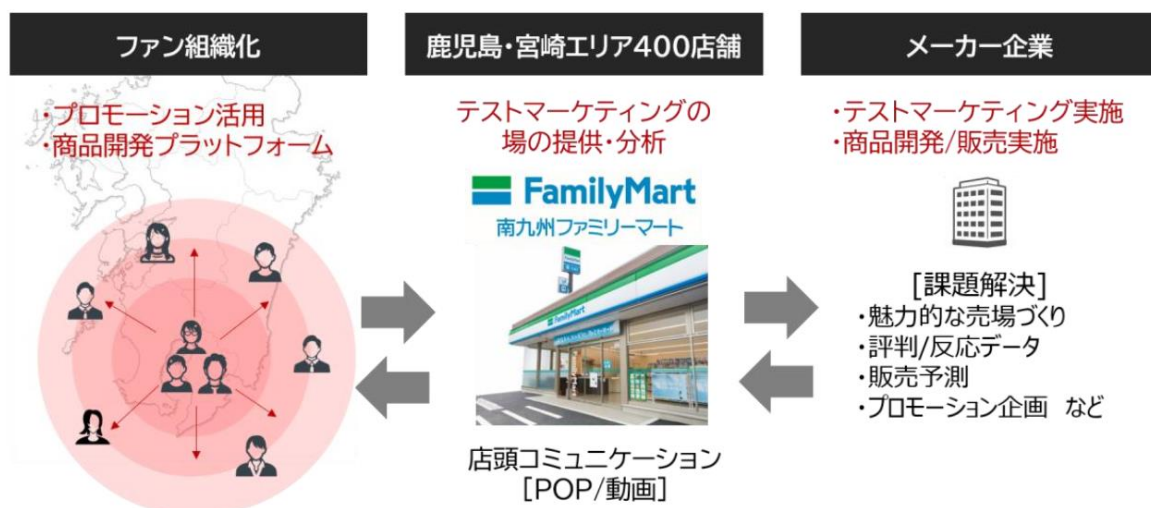 ファン組織化
・プロモーション活用
・商品開発プラットフォーム
鹿児島・宮崎エリア400店舗
テストマーケティングの
場の提供・分析
FamilyMart
南九州ファミリーマート
FamilyMart
店頭コミュニケーション
[POP/動画]
メーカー企業
・テストマーケティング実施
・商品開発/販売実施
[課題解決]
・魅力的な売場づくり
・評判/反応データ
・販売予測
・プロモーション企画 など